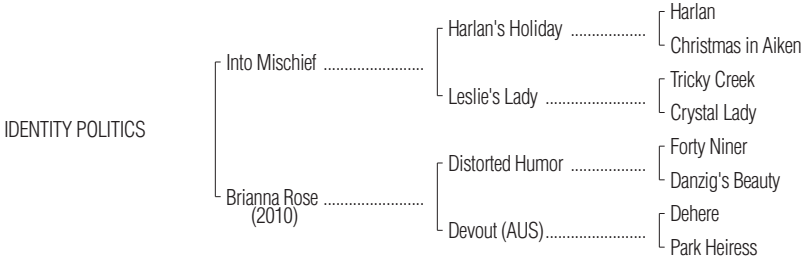 Harlan
Harlan's Holiday ..................
Christmas in Aiken
Into Mischief ........................
Tricky Creek
Leslie's Lady ........................
Crystal Lady
IDENTITY POLITICS
Forty Niner
Distorted Humor ..................
Danzig's Beauty
Brianna Rose ........................
(2010)
Dehere
Devout (AUS)........................
Park Heiress